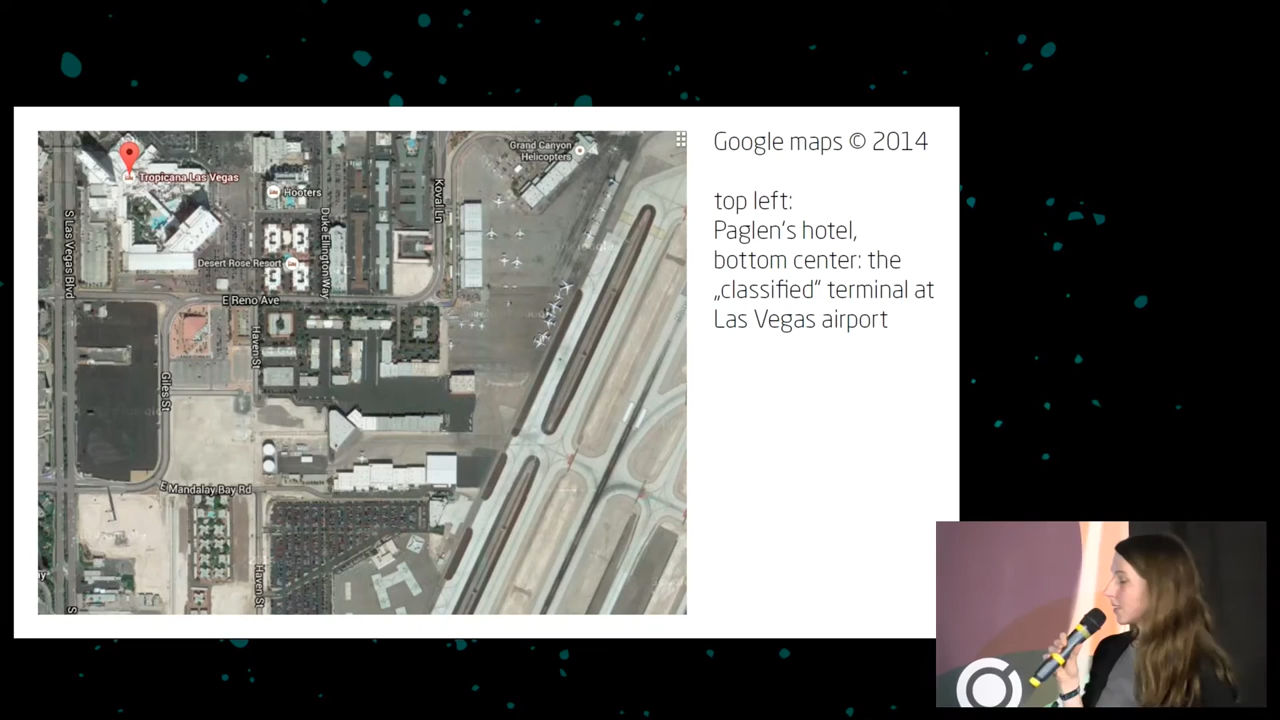 Google maps © 2014
top left:
Paglen's hotel,
bottom center: the
„classified“ terminal at
Las Vegas airport
Grand Canyon
Helicopters
Tropicana Las Vegas
Hooters
Koval Ln
S Las Vegas Blvd
Duke Ellington Way
Desert Rose Resort
E Reno Ave
Haven St
Giles St
E Mandalay Bay Rd
Haven St
S